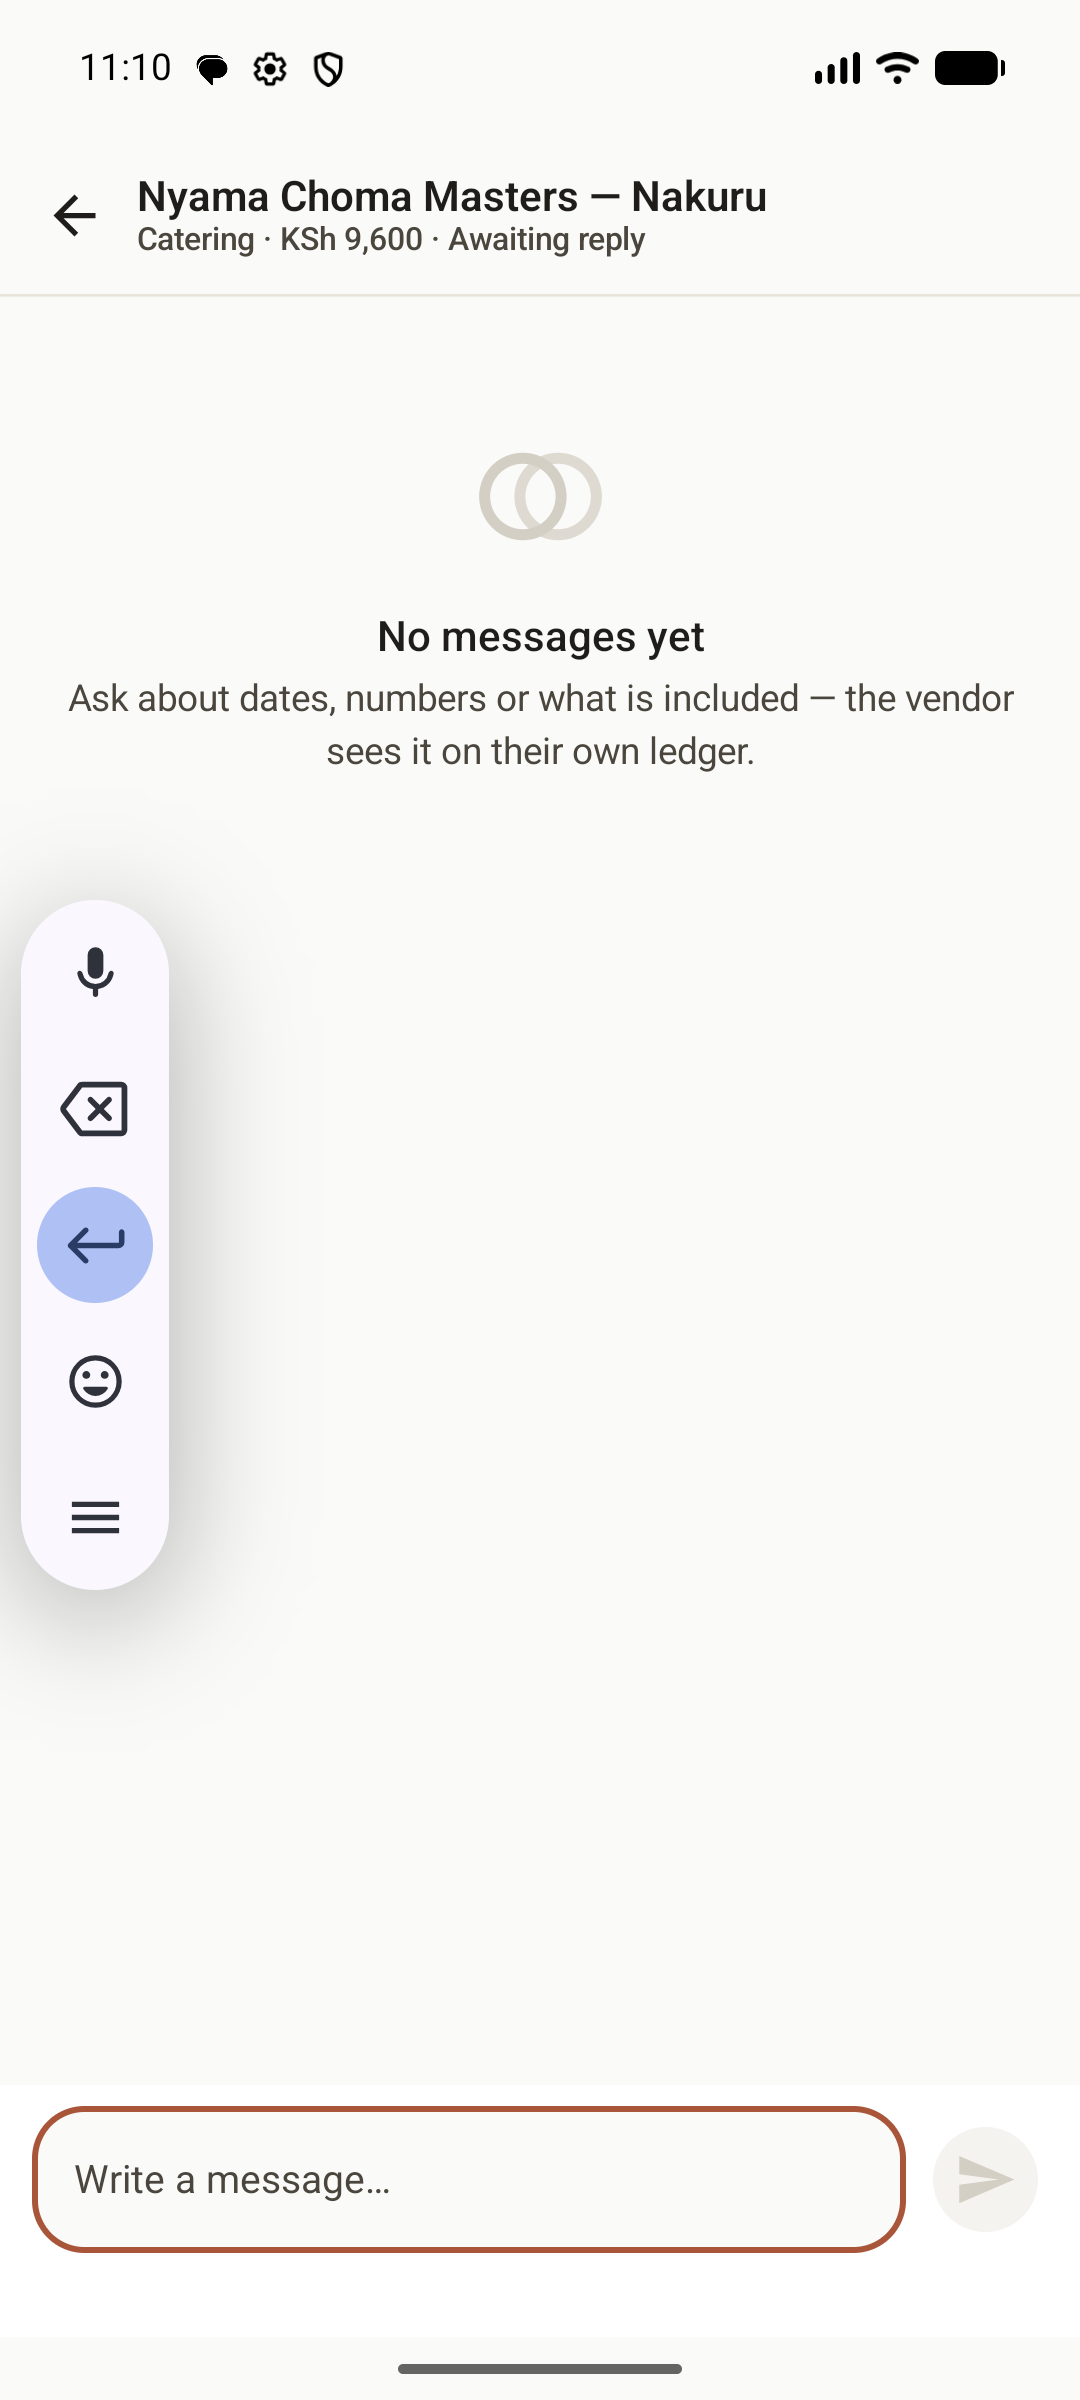 11:10
Nyama Choma Masters — Nakuru
Catering · KSh 9,600 · Awaiting reply
No messages yet
Ask about dates, numbers or what is included — the vendor
sees it on their own ledger.
Write a message…